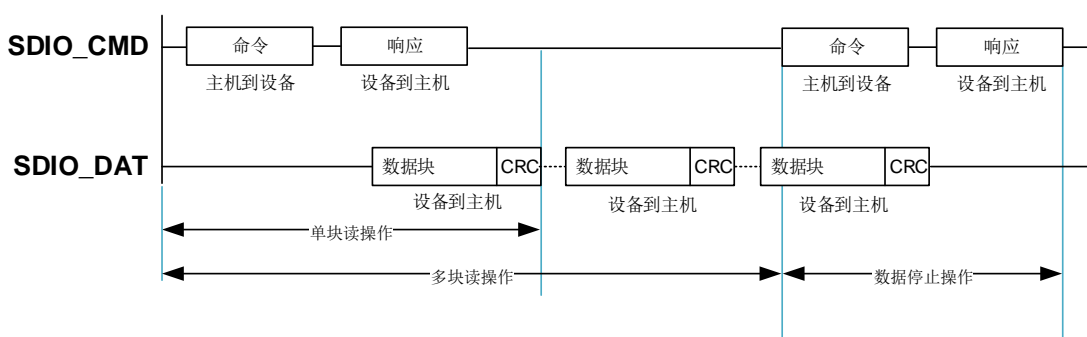 SDIO_CMD 命令 响应 命令 响应
主机到设备 设备到主机 主机到设备 设备到主机
SDIO_DAT 数据块 CRC 数据块 CRC 数据块 CRC
设备到主机 设备到主机 设备到主机
单块读操作
多块读操作 数据停止操作